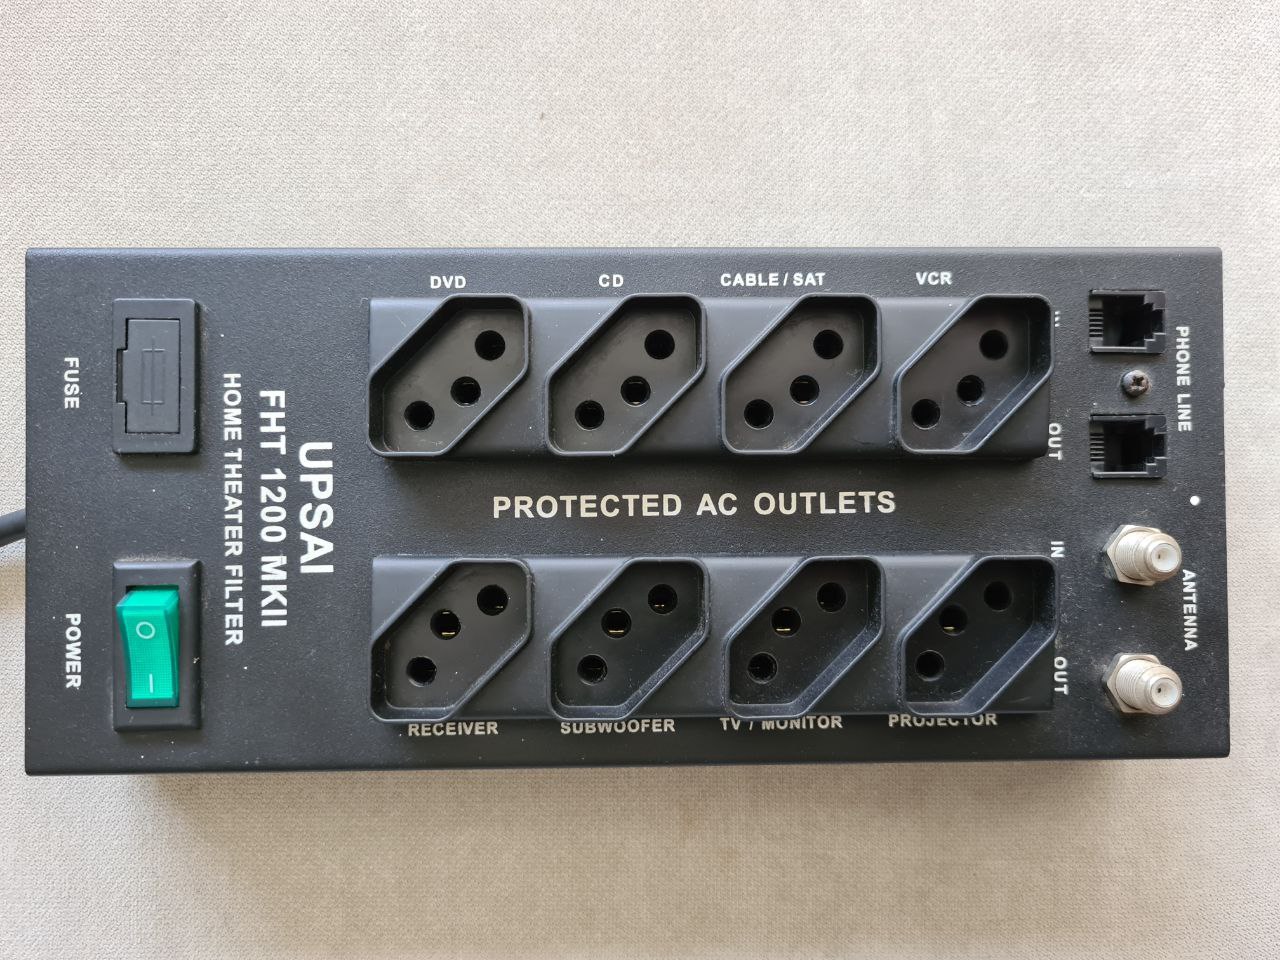 FUSE
POWER
UPSAI
FHT 1200 MKII
HOME THEATER FILTER
DVD
CD
CABLE / SAT
VCR
PROTECTED AC OUTLETS
RECEIVER
SUBWOOFER
TV / MONITOR
PROJECTOR
IN
OUT
PHONE LINE
IN
OUT
ANTENNA